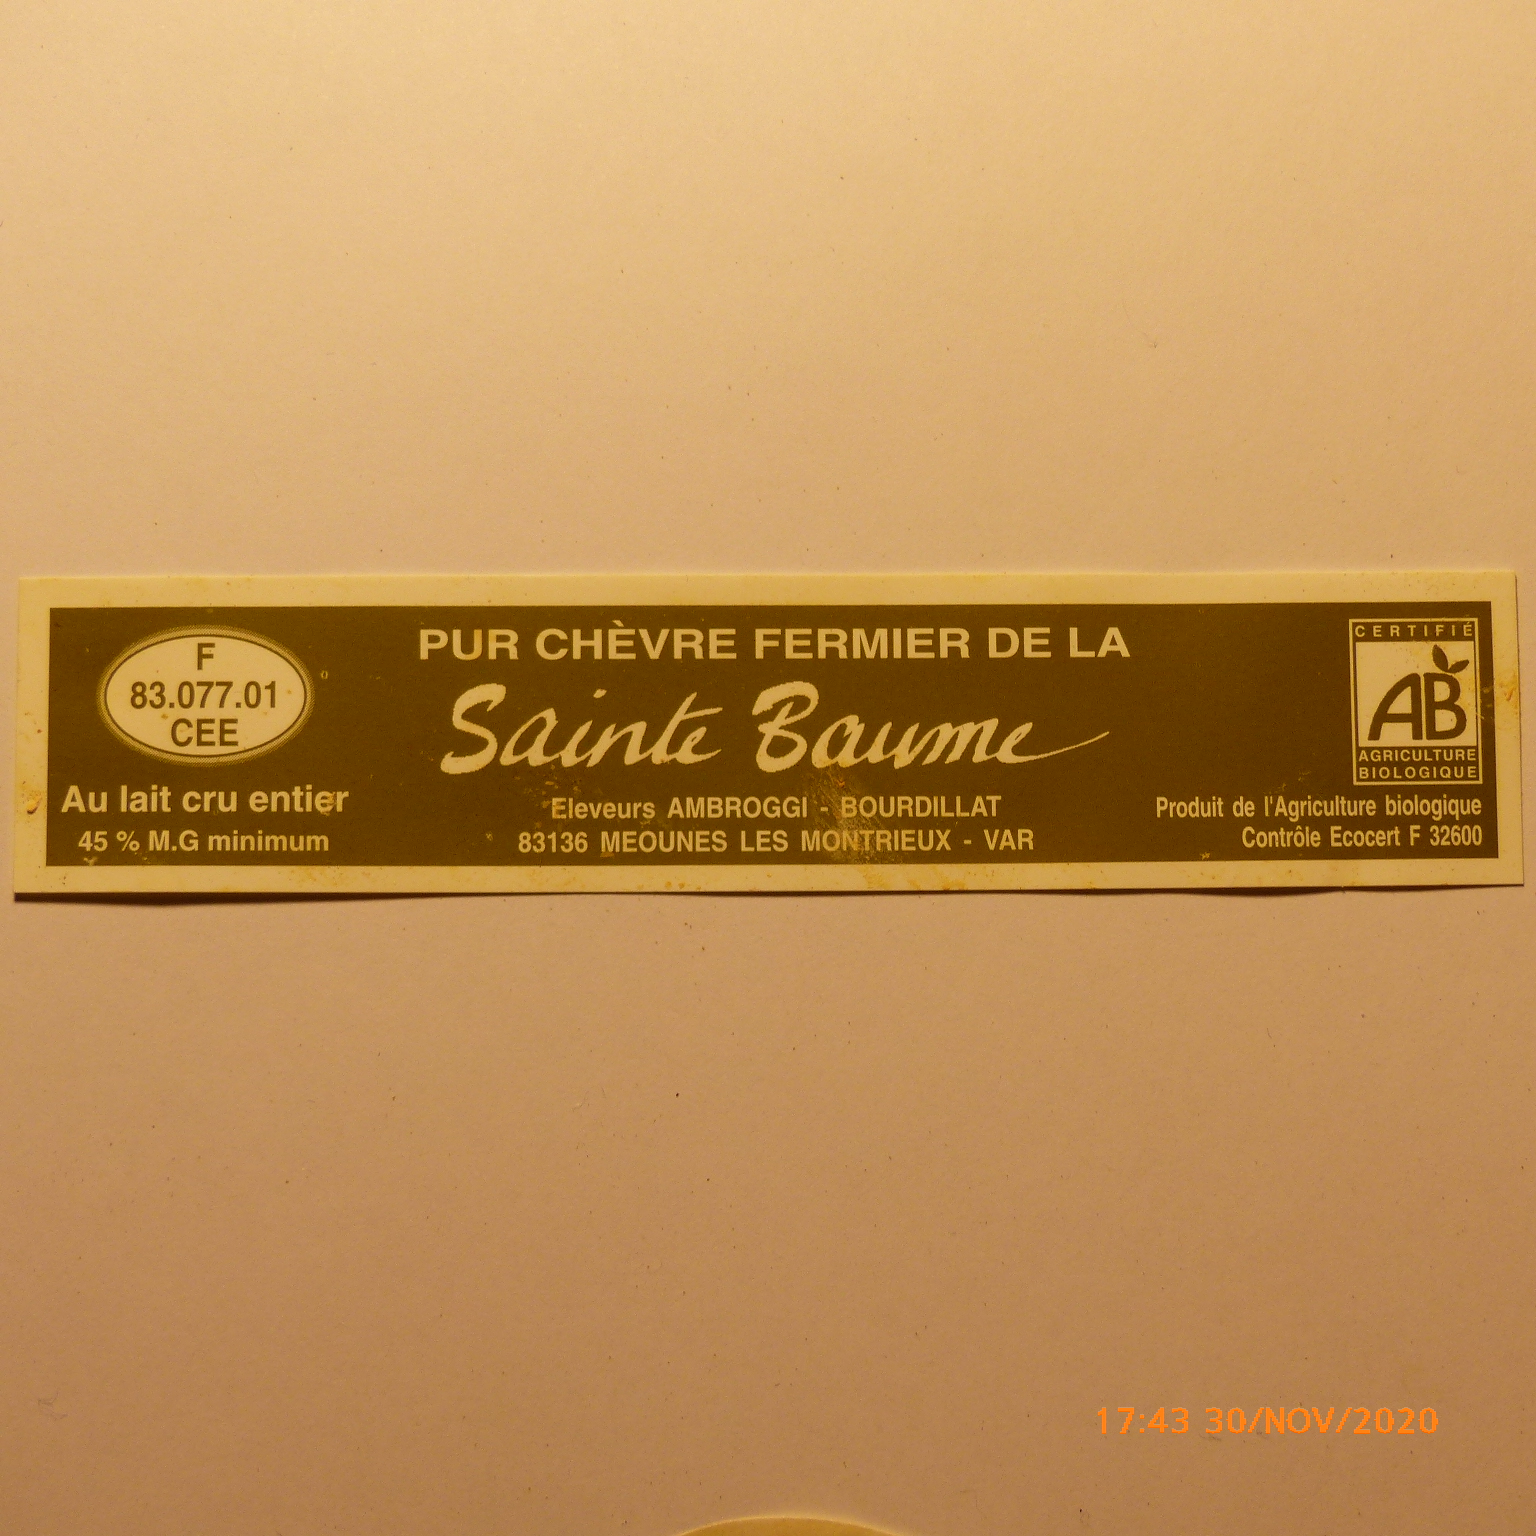 F
83.077.01
CEE
Au lait cru entier
45 % M.G minimum
PUR CHÈVRE FERMIER DE LA
Sainte Baume
Eleveurs AMBROGGI - BOURDILLAT
83136 MEOUNES LES MONTRIEUX - VAR
CERTIFIÉ
AB
AGRICULTURE
BIOLOGIQUE
Produit de l'Agriculture biologique
Contrôle Ecocert F 32600
17:43 30/NOV/2020